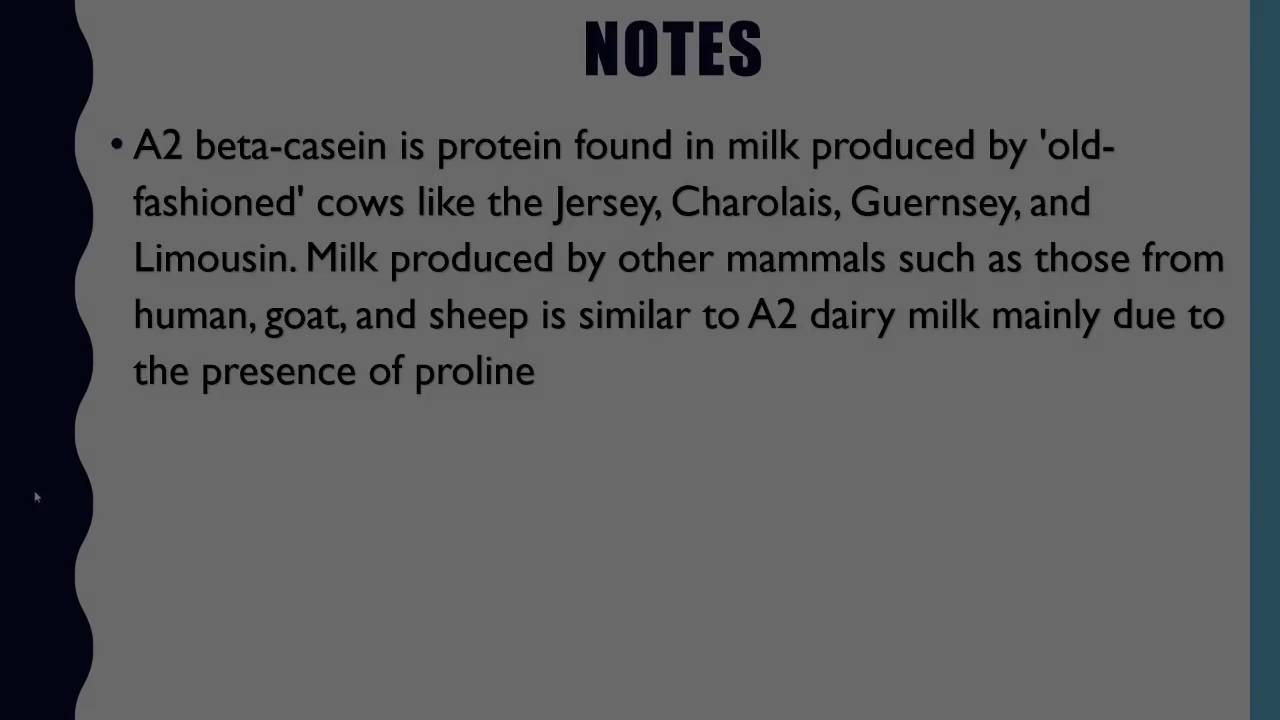 NOTES
• A2 beta-casein is protein found in milk produced by 'old-
fashioned' cows like the Jersey, Charolais, Guernsey, and
Limousin. Milk produced by other mammals such as those from
human, goat, and sheep is similar to A2 dairy milk mainly due to
the presence of proline